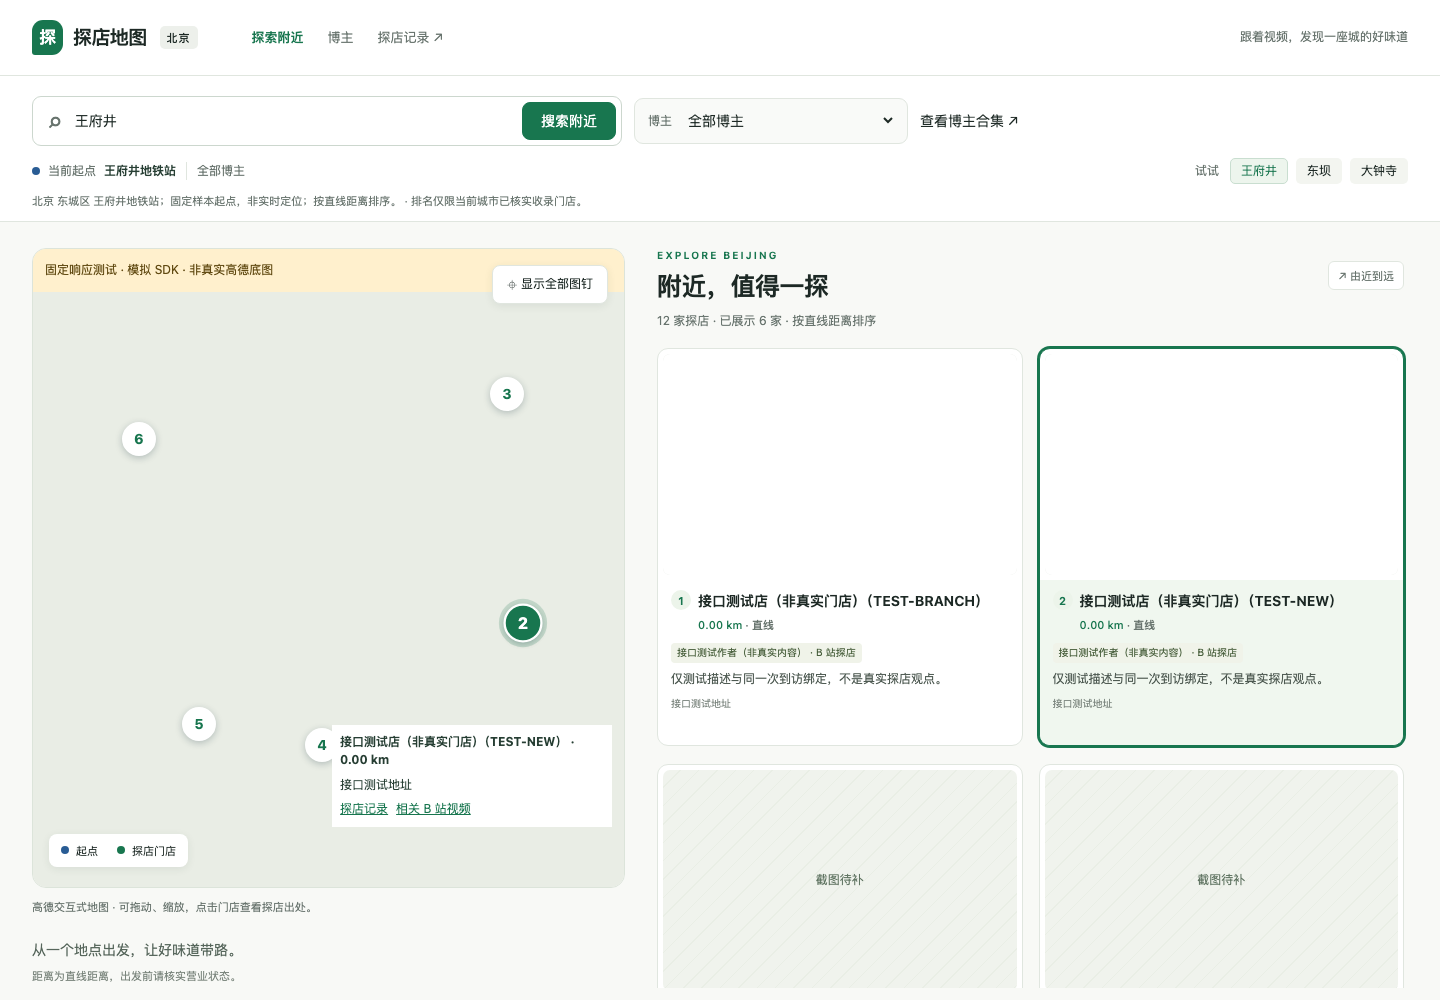 探 探店地图 北京 探索附近 博主 探店记录 ↗ 跟着视频，发现一座城的好味道
王府井 搜索附近 博主 全部博主 查看博主合集 ↗
当前起点 王府井地铁站 全部博主 试试 王府井 东坝 大钟寺
北京 东城区 王府井地铁站；固定样本起点，非实时定位；按直线距离排序。 · 排名仅限当前城市已核实收录门店。
固定响应测试 · 模拟 SDK · 非真实高德底图
显示全部图钉
3
6
2
5
4
接口测试店（非真实门店）（TEST-NEW） ·
0.00 km
接口测试地址
探店记录 相关 B 站视频
起点 探店门店
高德交互式地图 · 可拖动、缩放，点击门店查看探店出处。
从一个地点出发，让好味道带路。
距离为直线距离，出发前请核实营业状态。
EXPLORE BEIJING
附近，值得一探
↗ 由近到远
12 家探店 · 已展示 6 家 · 按直线距离排序
1 接口测试店（非真实门店）（TEST-BRANCH）
0.00 km · 直线
接口测试作者（非真实内容） · B 站探店
仅测试描述与同一次到访绑定，不是真实探店观点。
接口测试地址
2 接口测试店（非真实门店）（TEST-NEW）
0.00 km · 直线
接口测试作者（非真实内容） · B 站探店
仅测试描述与同一次到访绑定，不是真实探店观点。
接口测试地址
截图待补
截图待补